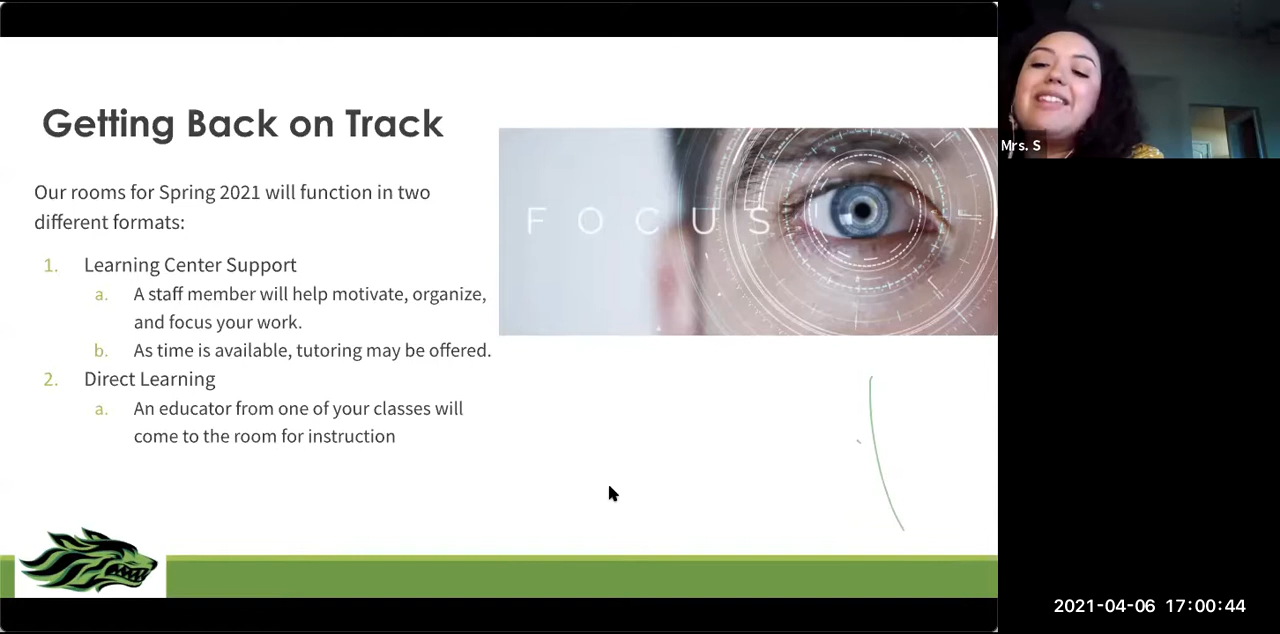 Getting Back on Track
Our rooms for Spring 2021 will function in two
different formats:
1. Learning Center Support
a. A staff member will help motivate, organize,
and focus your work.
b. As time is available, tutoring may be offered.
2. Direct Learning
a. An educator from one of your classes will
come to the room for instruction
FOCUS
Mrs. S
2021-04-06 17:00:44